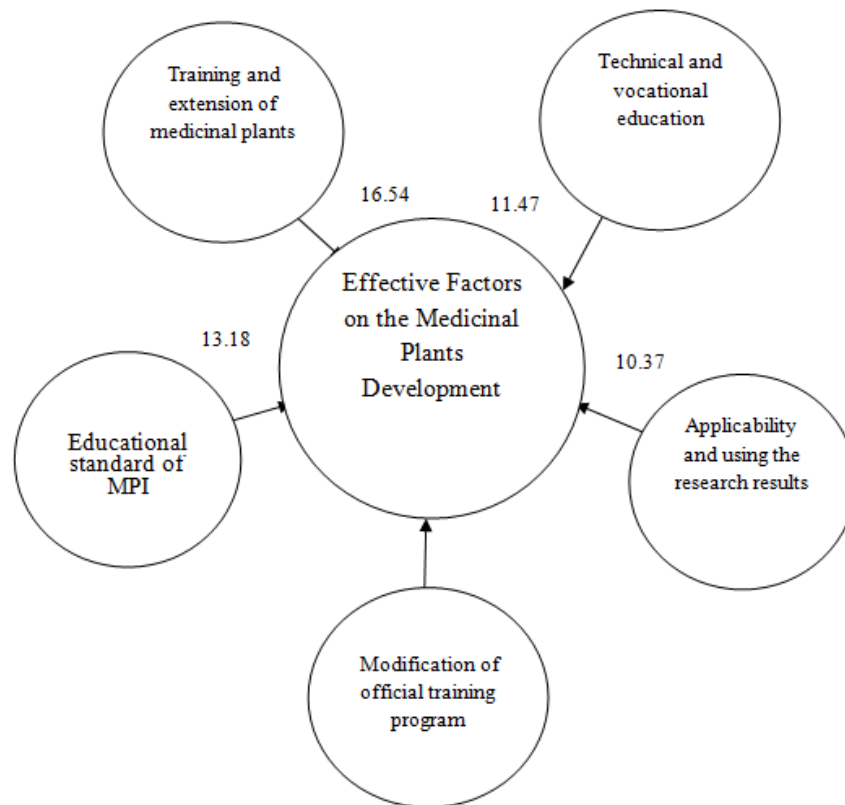 Training and
extension of
medicinal plants
Technical and
vocational
education
16.54
11.47
Effective Factors
on the Medicinal
Plants
Development
13.18
10.37
Educational
standard of
MPI
Applicability
and using the
research results
Modification of
official training
program